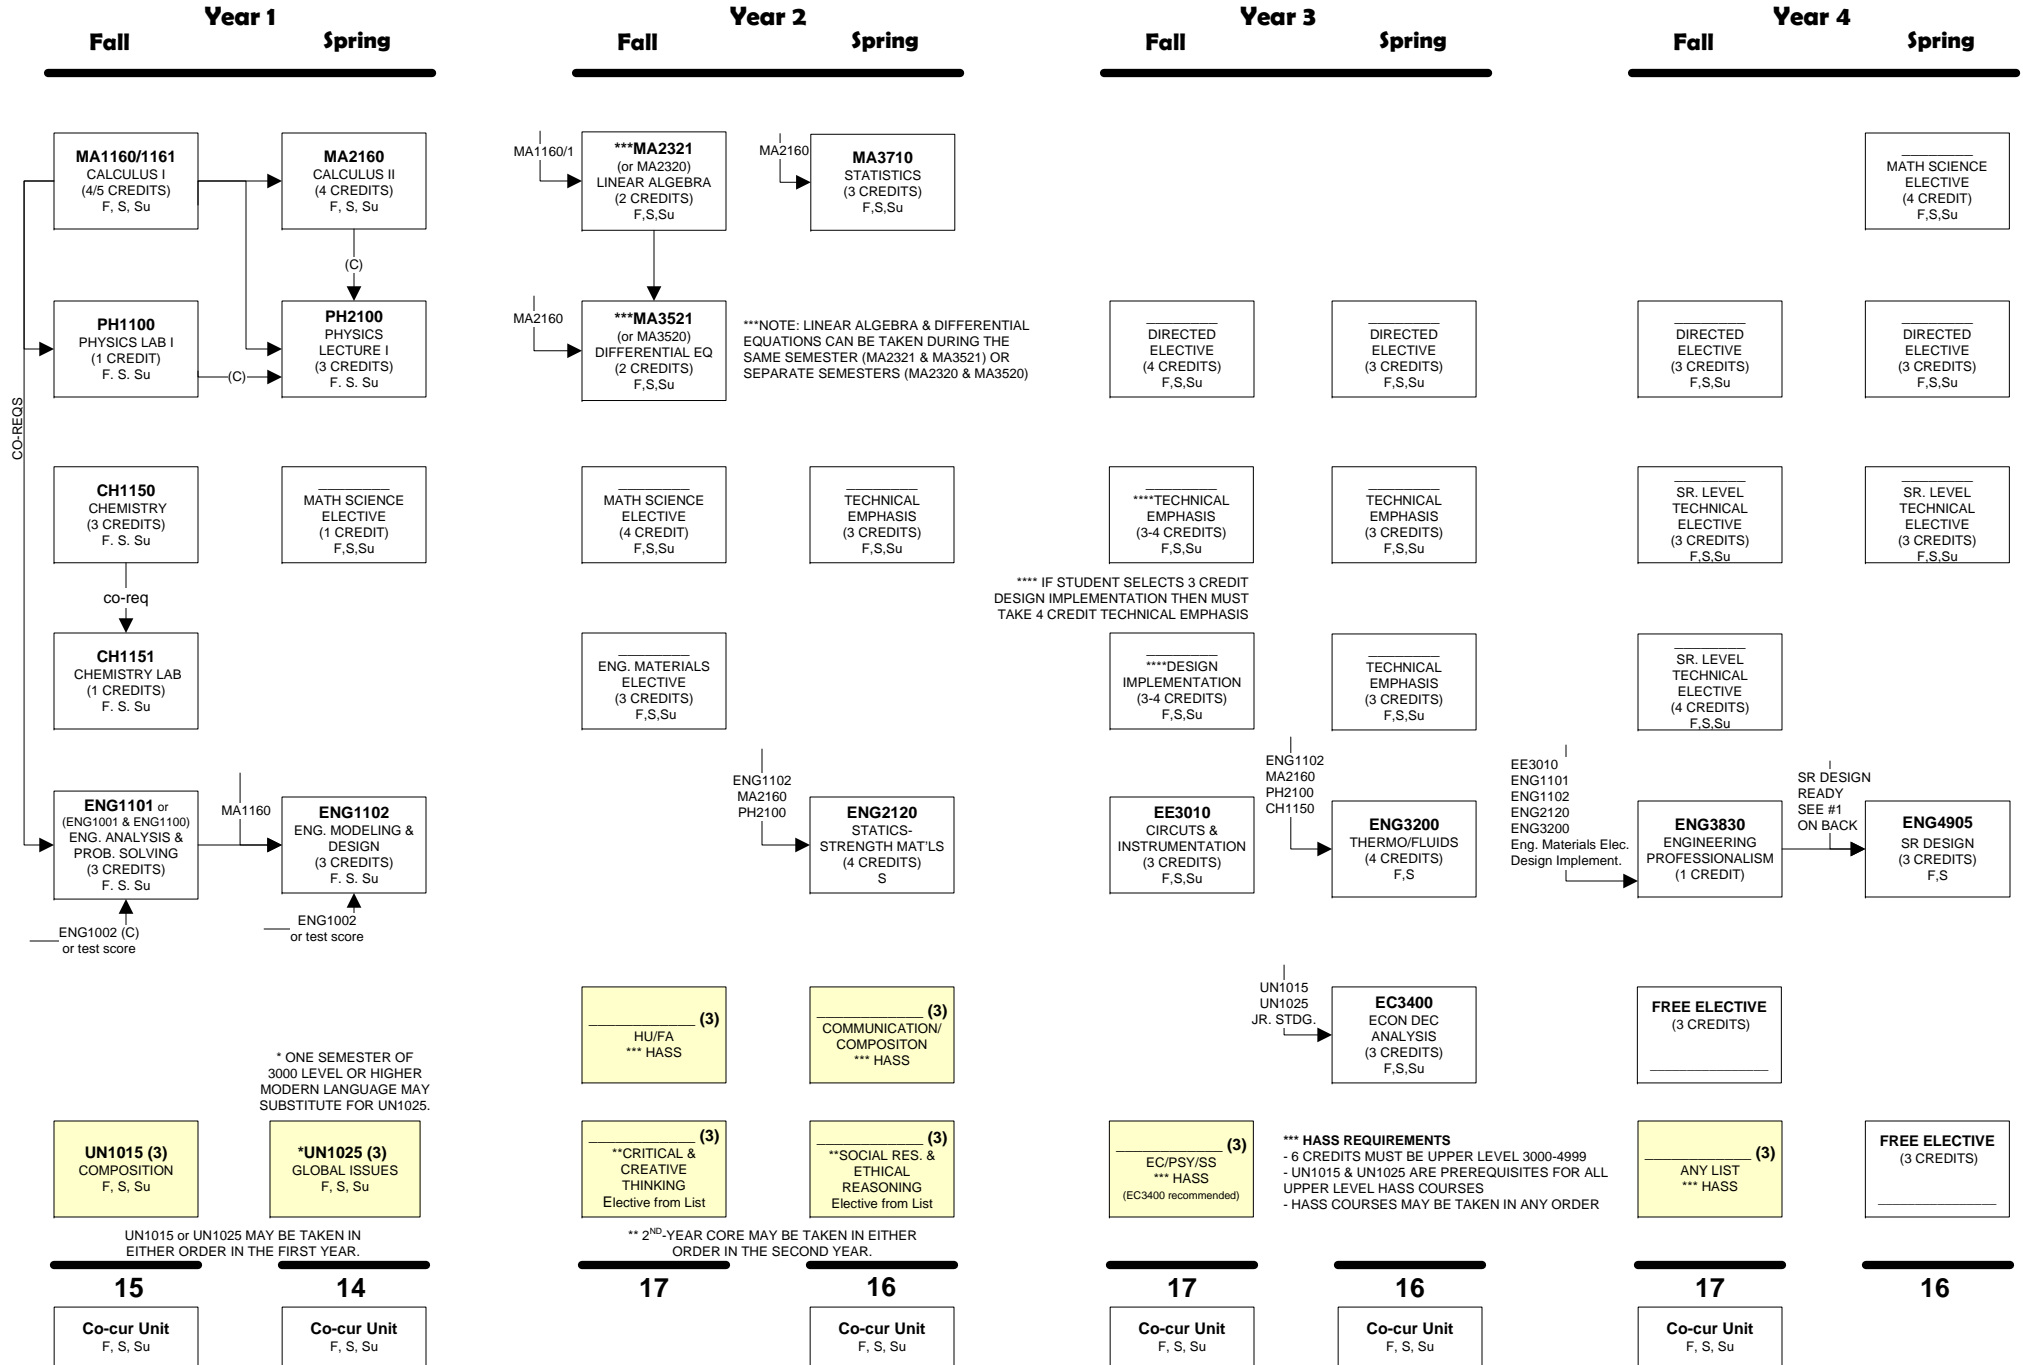 Year 1
Fall
Spring
Year 2
Fall
Spring
Year 3
Fall
Spring
Year 4
Fall
Spring
MA1160/1161
CALCULUS I
(4/5 CREDITS)
F, S, Su
MA2160
CALCULUS II
(4 CREDITS)
F, S, Su
MA1160/1
***MA2321
(or MA2320)
LINEAR ALGEBRA
(2 CREDITS)
F,S,Su
MA2160
MA3710
STATISTICS
(3 CREDITS)
F,S,Su
MATH SCIENCE
ELECTIVE
(4 CREDIT)
F,S,Su
(C)
PH1100
PHYSICS LAB I
(1 CREDIT)
F. S. Su
(C)
PH2100
PHYSICS
LECTURE I
(3 CREDITS)
F. S. Su
MA2160
***MA3521
(or MA3520)
DIFFERENTIAL EQ
(2 CREDITS)
F,S,Su
***NOTE: LINEAR ALGEBRA & DIFFERENTIAL
EQUATIONS CAN BE TAKEN DURING THE
SAME SEMESTER (MA2321 & MA3521) OR
SEPARATE SEMESTERS (MA2320 & MA3520)
DIRECTED
ELECTIVE
(4 CREDITS)
F,S,Su
DIRECTED
ELECTIVE
(3 CREDITS)
F,S,Su
DIRECTED
ELECTIVE
(3 CREDITS)
F,S,Su
DIRECTED
ELECTIVE
(3 CREDITS)
F,S,Su
CO-REQS
CH1150
CHEMISTRY
(3 CREDITS)
F. S. Su
MATH SCIENCE
ELECTIVE
(1 CREDIT)
F,S,Su
MATH SCIENCE
ELECTIVE
(4 CREDIT)
F,S,Su
TECHNICAL
EMPHASIS
(3 CREDITS)
F,S,Su
****TECHNICAL
EMPHASIS
(3-4 CREDITS)
F,S,Su
TECHNICAL
EMPHASIS
(3 CREDITS)
F,S,Su
SR. LEVEL
TECHNICAL
ELECTIVE
(3 CREDITS)
F,S,Su
SR. LEVEL
TECHNICAL
ELECTIVE
(3 CREDITS)
F,S,Su
co-req
**** IF STUDENT SELECTS 3 CREDIT
DESIGN IMPLEMENTATION THEN MUST
TAKE 4 CREDIT TECHNICAL EMPHASIS
CH1151
CHEMISTRY LAB
(1 CREDITS)
F. S. Su
ENG. MATERIALS
ELECTIVE
(3 CREDITS)
F,S,Su
****DESIGN
IMPLEMENTATION
(3-4 CREDITS)
F,S,Su
TECHNICAL
EMPHASIS
(3 CREDITS)
F,S,Su
SR. LEVEL
TECHNICAL
ELECTIVE
(4 CREDITS)
F,S,Su
ENG1101 or
(ENG1001 & ENG1100)
ENG. ANALYSIS &
PROB. SOLVING
(3 CREDITS)
F. S. Su
MA1160
ENG1102
ENG. MODELING &
DESIGN
(3 CREDITS)
F. S. Su
ENG1102
MA2160
PH2100
ENG2120
STATICS-
STRENGTH MAT'LS
(4 CREDITS)
S
EE3010
CIRCUTS &
INSTRUMENTATION
(3 CREDITS)
F,S,Su
ENG1102
MA2160
PH2100
CH1150
ENG3200
THERMO/FLUIDS
(4 CREDITS)
F,S
EE3010
ENG1101
ENG1102
ENG2120
ENG3200
Eng. Materials Elec.
Design Implement.
ENG3830
ENGINEERING
PROFESSIONALISM
(1 CREDIT)
SR DESIGN
READY
SEE #1
ON BACK
ENG4905
SR DESIGN
(3 CREDITS)
F,S
ENG1002 (C)
or test score
ENG1002
or test score
* ONE SEMESTER OF
3000 LEVEL OR HIGHER
MODERN LANGUAGE MAY
SUBSTITUTE FOR UN1025.
(3)
HU/FA
*** HASS
(3)
COMMUNICATION/
COMPOSITON
*** HASS
UN1015
UN1025
JR. STDG.
EC3400
ECON DEC
ANALYSIS
(3 CREDITS)
F,S,Su
FREE ELECTIVE
(3 CREDITS)
UN1015 (3)
COMPOSITION
F, S, Su
*UN1025 (3)
GLOBAL ISSUES
F, S, Su
(3)
**CRITICAL &
CREATIVE
THINKING
Elective from List
(3)
**SOCIAL RES. &
ETHICAL
REASONING
Elective from List
(3)
EC/PSY/SS
*** HASS
(EC3400 recommended)
*** HASS REQUIREMENTS
- 6 CREDITS MUST BE UPPER LEVEL 3000-4999
- UN1015 & UN1025 ARE PREREQUISITES FOR ALL
UPPER LEVEL HASS COURSES
- HASS COURSES MAY BE TAKEN IN ANY ORDER
(3)
ANY LIST
*** HASS
FREE ELECTIVE
(3 CREDITS)
UN1015 or UN1025 MAY BE TAKEN IN
EITHER ORDER IN THE FIRST YEAR.
** 2ND-YEAR CORE MAY BE TAKEN IN EITHER
ORDER IN THE SECOND YEAR.
15
14
17
16
17
16
17
16
Co-cur Unit
F, S, Su
Co-cur Unit
F, S, Su
Co-cur Unit
F, S, Su
Co-cur Unit
F, S, Su
Co-cur Unit
F, S, Su
Co-cur Unit
F, S, Su